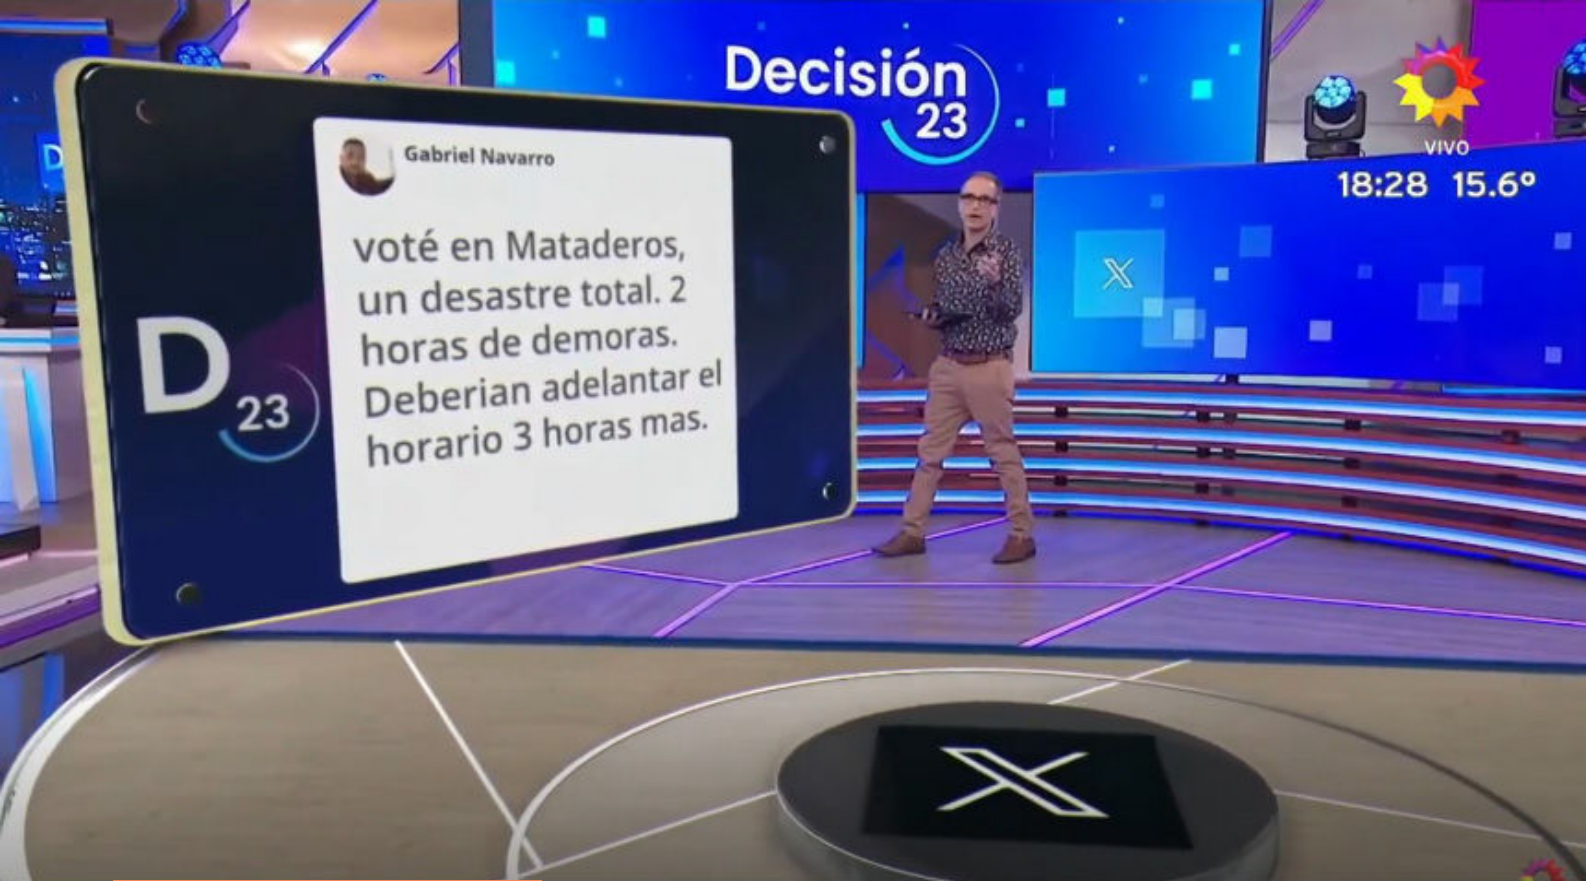 Decisión
23
VIVO
18:28 15.6°
Gabriel Navarro
voté en Mataderos,
un desastre total. 2
horas de demoras.
Deberian adelantar el
horario 3 horas mas.
D
23
X
X
D